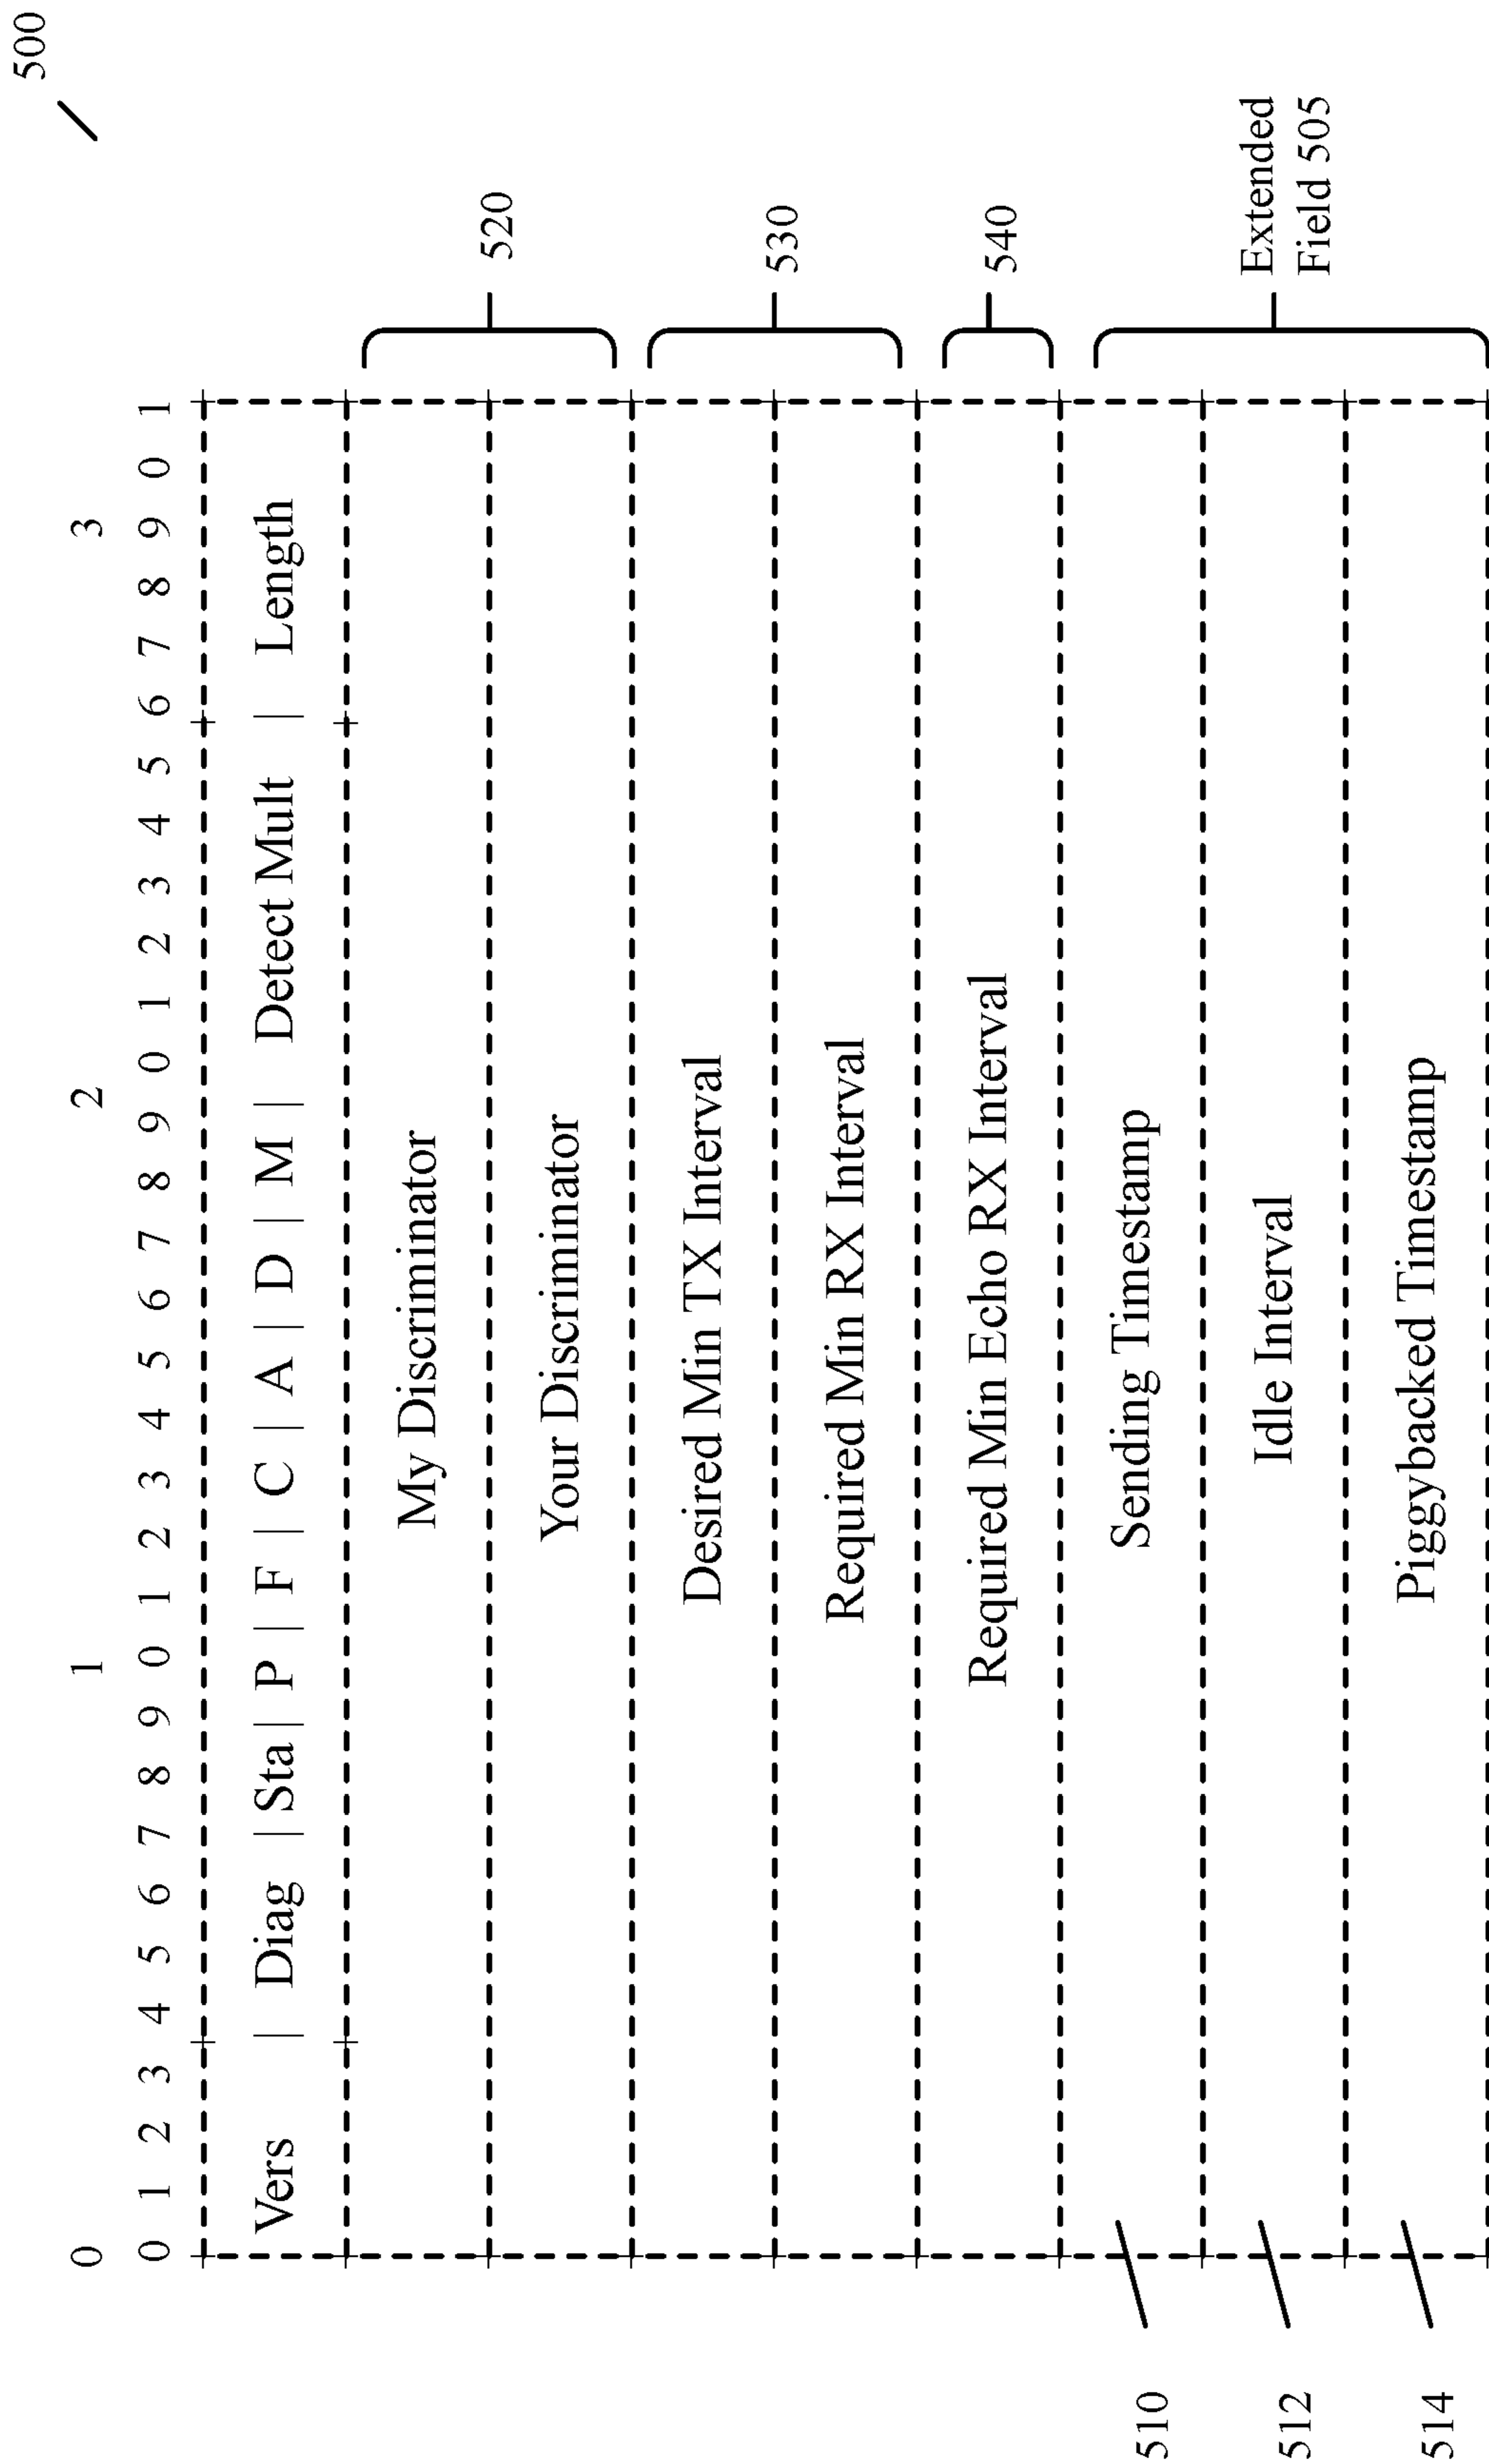 500
0 1 2 3
0 1 2 3 4 5 6 7 8 9 0 1 2 3 4 5 6 7 8 9 0 1 2 3 4 5 6 7 8 9 0 1
Vers | Diag | Sta | P | F | C | A | D | M | Detect Mult | Length
My Discriminator
520
Your Discriminator
Desired Min TX Interval
530
Required Min RX Interval
Required Min Echo RX Interval
540
510
Sending Timestamp
512
Idle Interval
Extended
Field 505
514
Piggybacked Timestamp